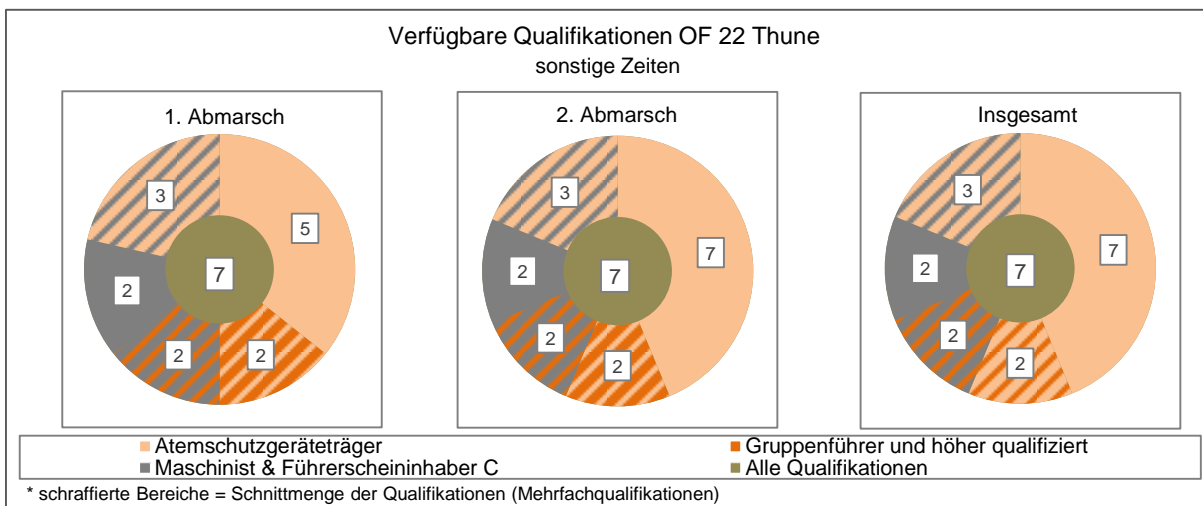 Verfügbare Qualifikationen OF 22 Thune
sonstige Zeiten
1. Abmarsch
3
5
7
2
2
2
2. Abmarsch
3
7
2
7
2
2
Insgesamt
3
7
2
7
2
2
Atemschutzgeräteträger
Gruppenführer und höher qualifiziert
Maschinist & Führerscheininhaber C
Alle Qualifikationen
* schraffierte Bereiche = Schnittmenge der Qualifikationen (Mehrfachqualifikationen)